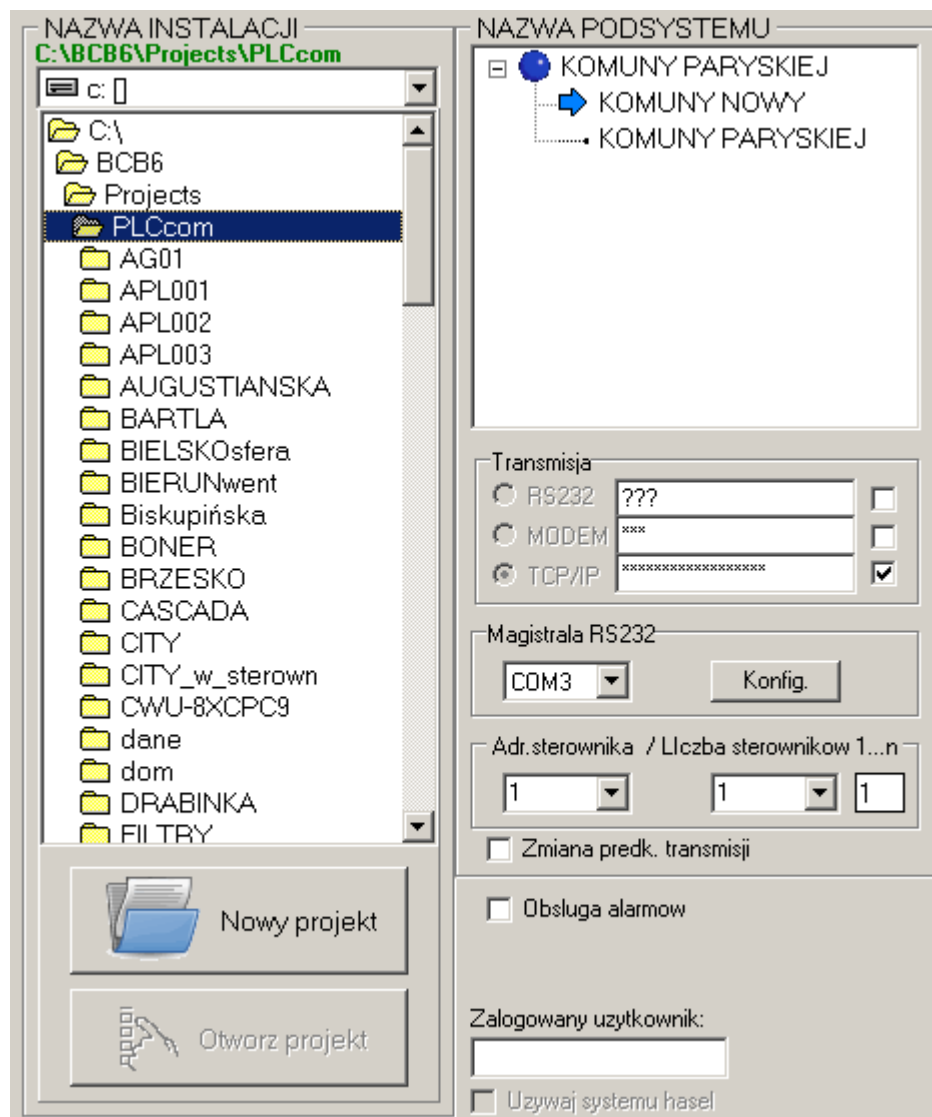 NAZWA INSTALACJI
C:\BCB6\Projects\PLCcom
c: []
C:\
BCB6
Projects
PLCcom
AG01
APL001
APL002
APL003
AUGUSTIANSKA
BARTLA
BIELSKOsfera
BIERUNwent
Biskupińska
BONER
BRZESKO
CASCADA
CITY
CITY_w_sterown
CWU-8XCPC9
dane
dom
DRABINKA
FILTRY
Nowy projekt
Otworz projekt
NAZWA PODSYSTEMU
KOMUNY PARYSKIEJ
KOMUNY NOWY
KOMUNY PARYSKIEJ
Transmisja
RS232 ???
MODEM ***
TCP/IP ******************
Magistrala RS232
COM3 Konfig.
Adr.sterownika / LIczba sterownikow 1...n
1 1 1
Zmiana predk. transmisji
Obsluga alarmow
Zalogowany uzytkownik:
Uzywaj systemu hasel